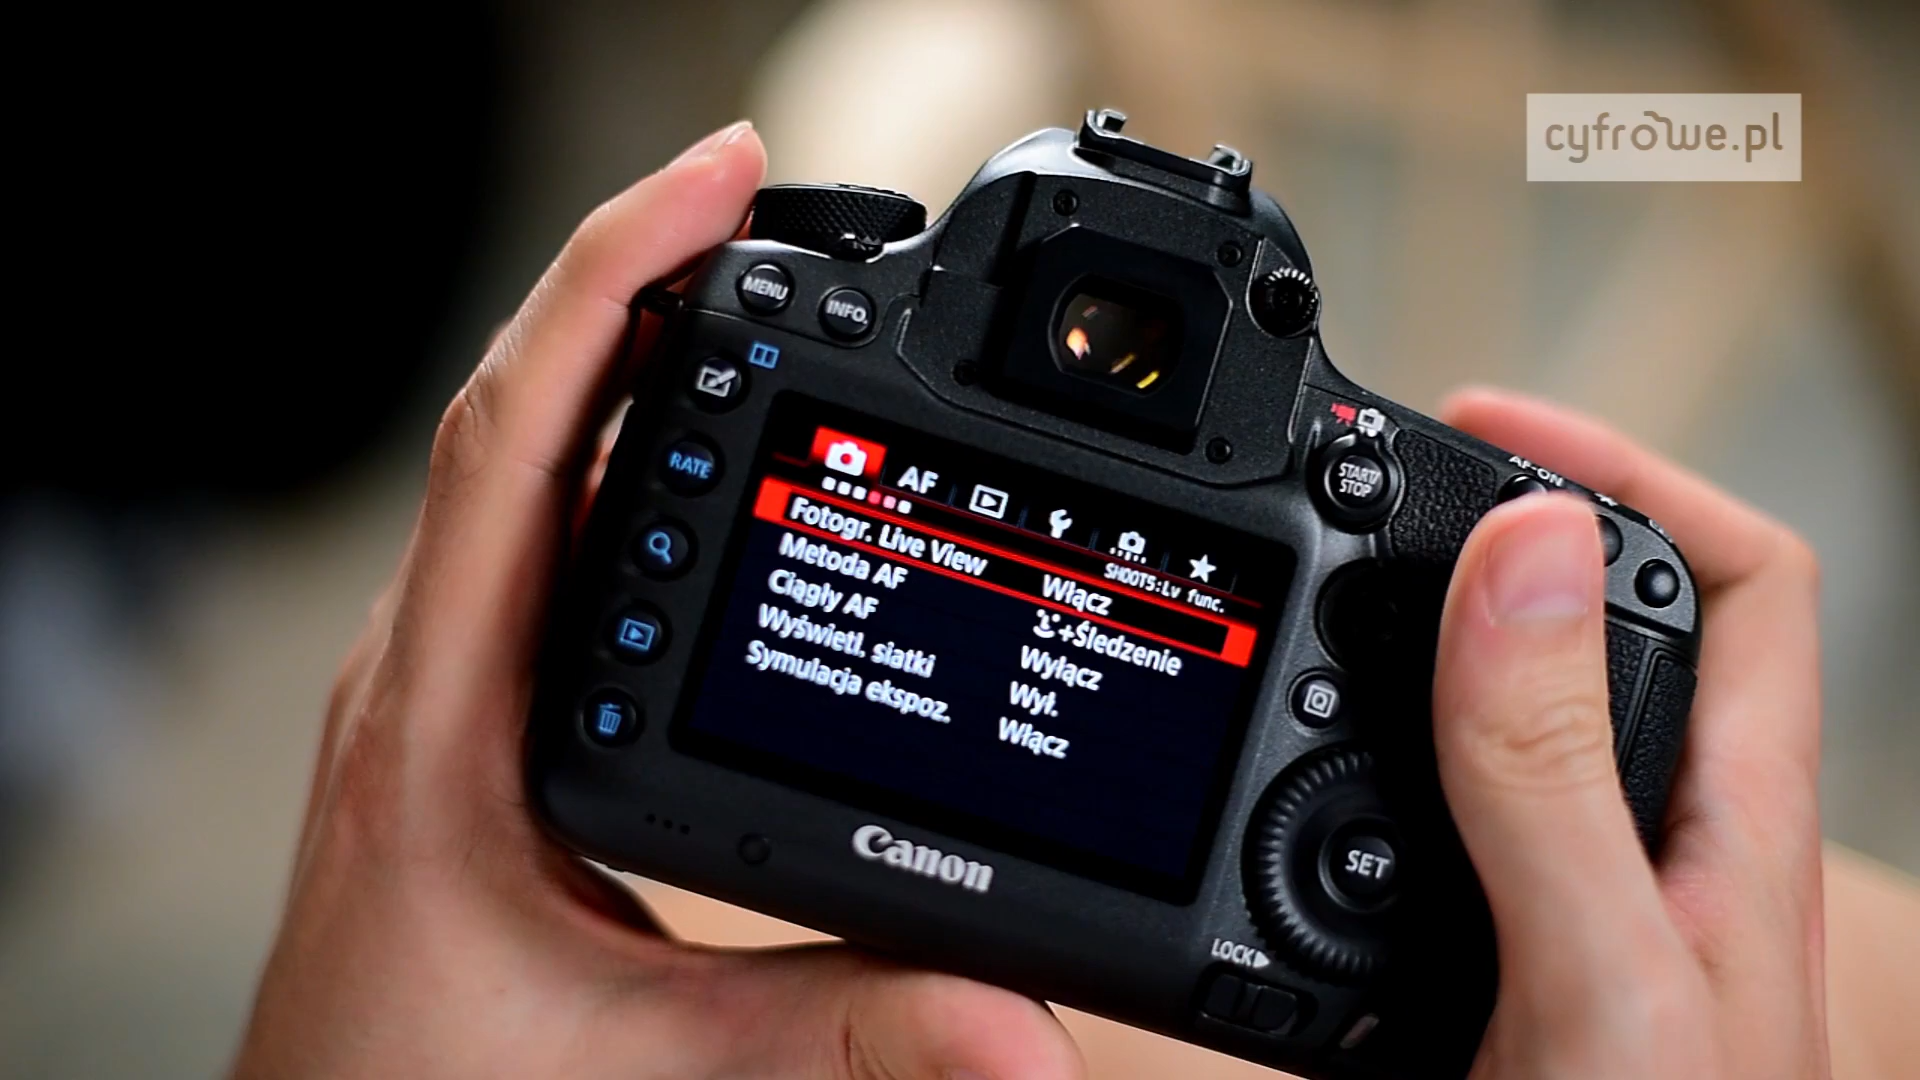 cyfrowe.pl
MENU
INFO.
RATE
START/
STOP
AF-ON
AF
SHOOT5:Lv func.
Fotogr. Live View Włącz
Metoda AF +Śledzenie
Ciągły AF Wyłącz
Wyświetl. siatki Wył.
Symulacja ekspoz. Włącz
Q
SET
Canon
LOCK